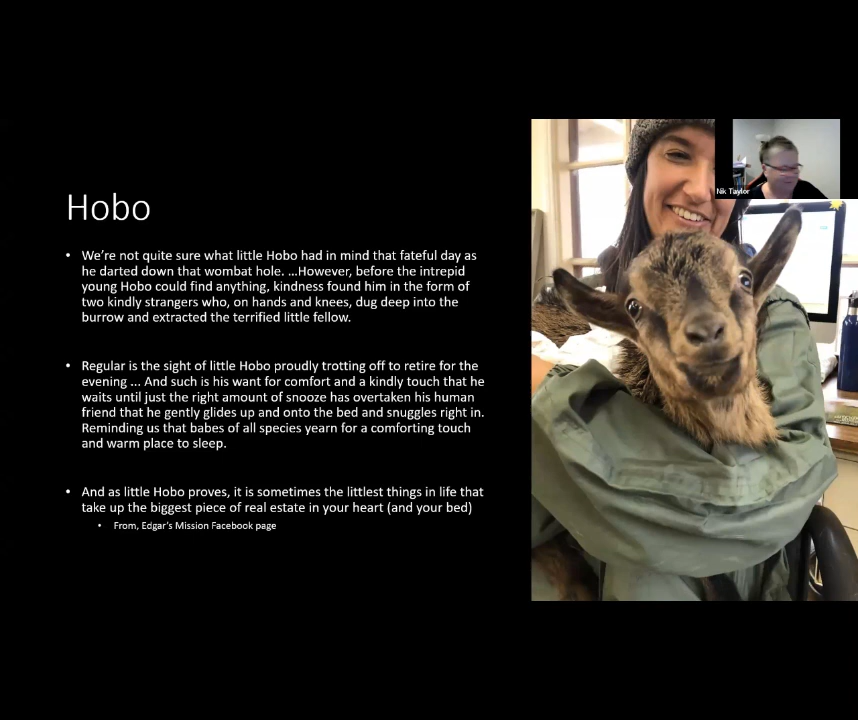 Nik Taylor
Hobo
• We're not quite sure what little Hobo had in mind that fateful day as
he darted down that wombat hole. ...However, before the intrepid
young Hobo could find anything, kindness found him in the form of
two kindly strangers who, on hands and knees, dug deep into the
burrow and extracted the terrified little fellow.
• Regular is the sight of little Hobo proudly trotting off to retire for the
evening ... And such is his want for comfort and a kindly touch that he
waits until just the right amount of snooze has overtaken his human
friend that he gently glides up and onto the bed and snuggles right in.
Reminding us that babes of all species yearn for a comforting touch
and warm place to sleep.
• And as little Hobo proves, it is sometimes the littlest things in life that
take up the biggest piece of real estate in your heart (and your bed)
• From, Edgar's Mission Facebook page